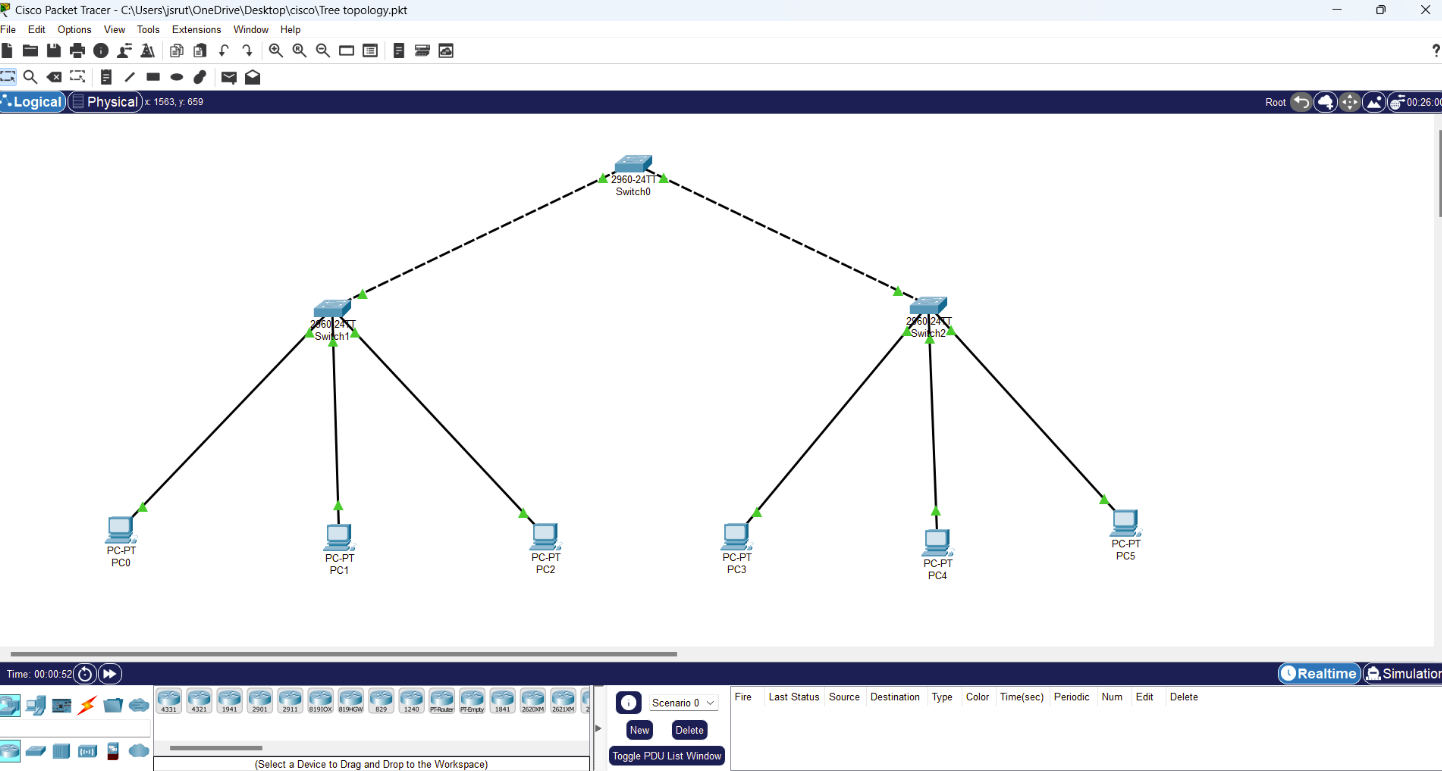 Cisco Packet Tracer - C:\Users\jsrut\OneDrive\Desktop\cisco\Tree topology.pkt
File Edit Options View Tools Extensions Window Help
?
Logical Physical x: 1563, y: 659 Root 00:26:00
2960-24TT
Switch0
2960-24TT
Switch1
2960-24TT
Switch2
PC-PT
PC0
PC-PT
PC1
PC-PT
PC2
PC-PT
PC3
PC-PT
PC4
PC-PT
PC5
Time: 00:00:52 Realtime Simulation
4331 4321 1941 2901 2911 819IOX 819HGW 829 1240 PT-Router PT-Empty 1841 2620XM 2621XM 2
Scenario 0
New Delete
Toggle PDU List Window
Fire Last Status Source Destination Type Color Time(sec) Periodic Num Edit Delete
(Select a Device to Drag and Drop to the Workspace)